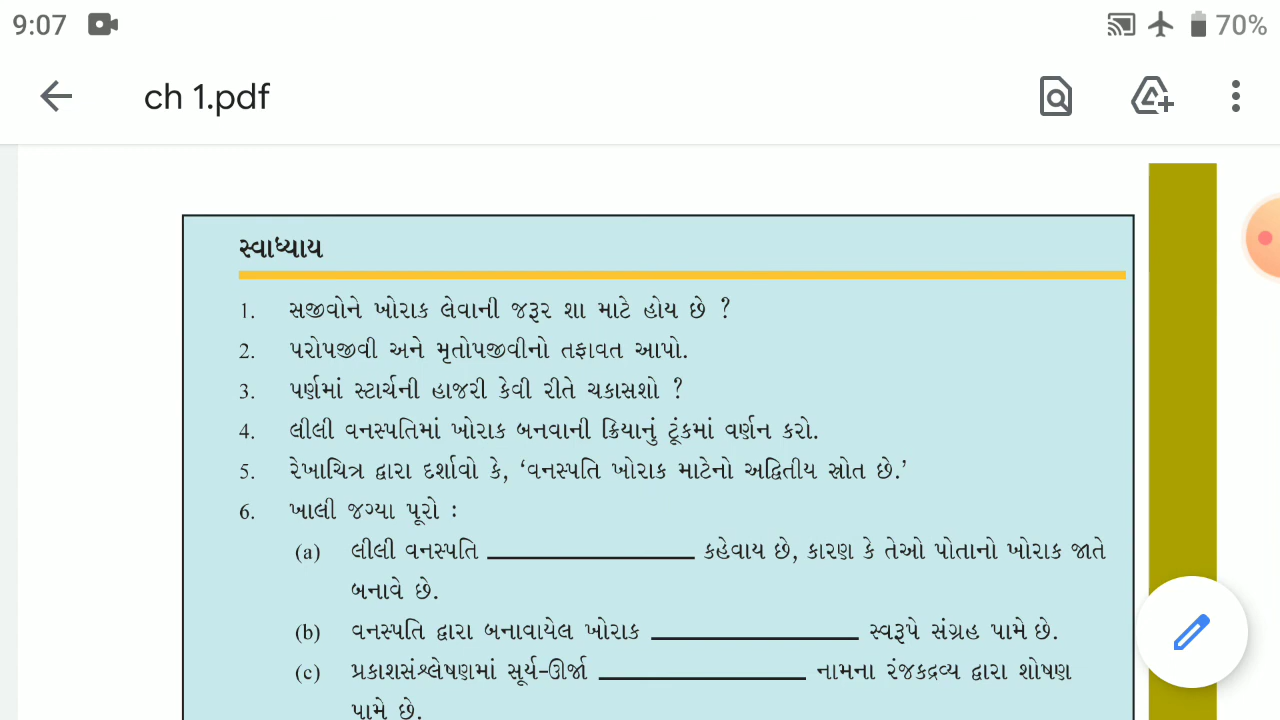 9:07 70%
ch 1.pdf
સ્વાધ્યાય
1. સજીવોને ખોરાક લેવાની જરૂર શા માટે હોય છે ?
2. પરોપજીવી અને મૃતોપજીવીનો તફાવત આપો.
3. પર્ણમાં સ્ટાર્ચની હાજરી કેવી રીતે ચકાસશો ?
4. લીલી વનસ્પતિમાં ખોરાક બનવાની ક્રિયાનું ટૂંકમાં વર્ણન કરો.
5. રેખાચિત્ર દ્વારા દર્શાવો કે, ‘વનસ્પતિ ખોરાક માટેનો અદ્વિતીય સ્રોત છે.’
6. ખાલી જગ્યા પૂરો :
(a) લીલી વનસ્પતિ ______________ કહેવાય છે, કારણ કે તેઓ પોતાનો ખોરાક જાતે
બનાવે છે.
(b) વનસ્પતિ દ્વારા બનાવાયેલ ખોરાક ______________ સ્વરૂપે સંગ્રહ પામે છે.
(c) પ્રકાશસંશ્લેષણમાં સૂર્ય-ઊર્જા ______________ નામના રંજકદ્રવ્ય દ્વારા શોષણ
પામે છે.